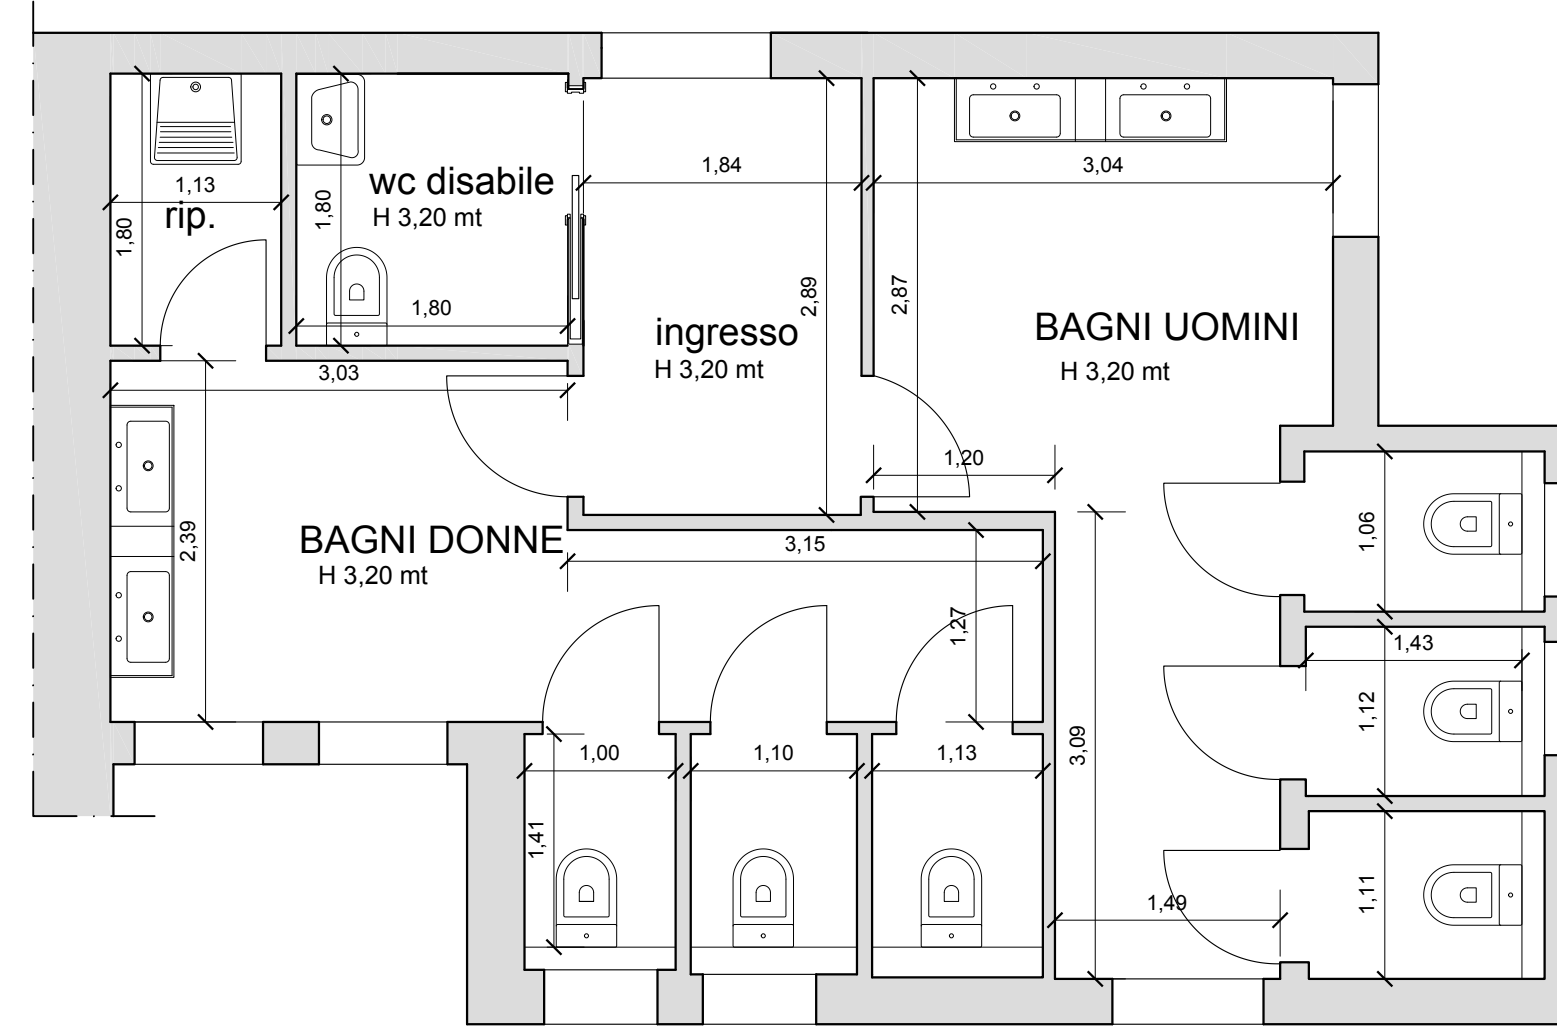 1,13
rip.
1,80
wc disabile
H 3,20 mt
1,80
1,80
1,84
ingresso
H 3,20 mt
2,89
3,04
2,87
BAGNI UOMINI
H 3,20 mt
1,20
3,03
BAGNI DONNE
H 3,20 mt
2,39
3,15
1,27
1,06
1,43
1,12
3,09
1,00
1,10
1,13
1,41
1,49
1,11